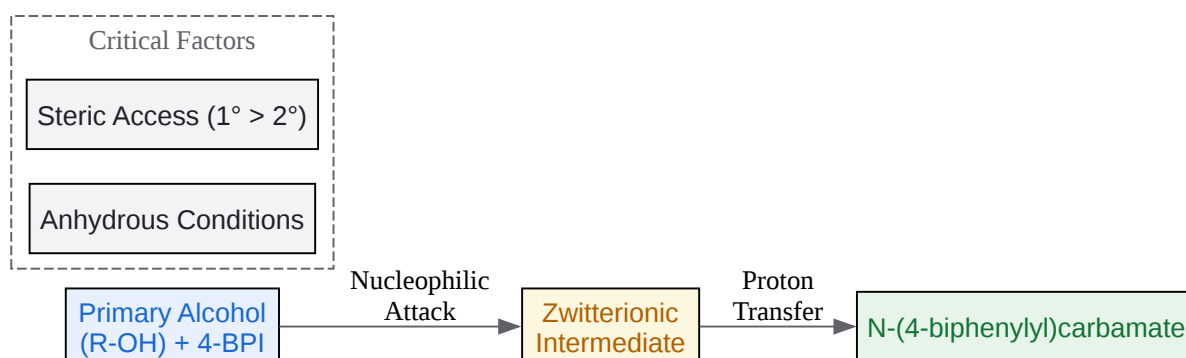 Critical Factors
Steric Access (1° > 2°)
Anhydrous Conditions
Primary Alcohol
(R-OH) + 4-BPI
Nucleophilic
Attack
Zwitterionic
Intermediate
Proton
Transfer
N-(4-biphenylyl)carbamate